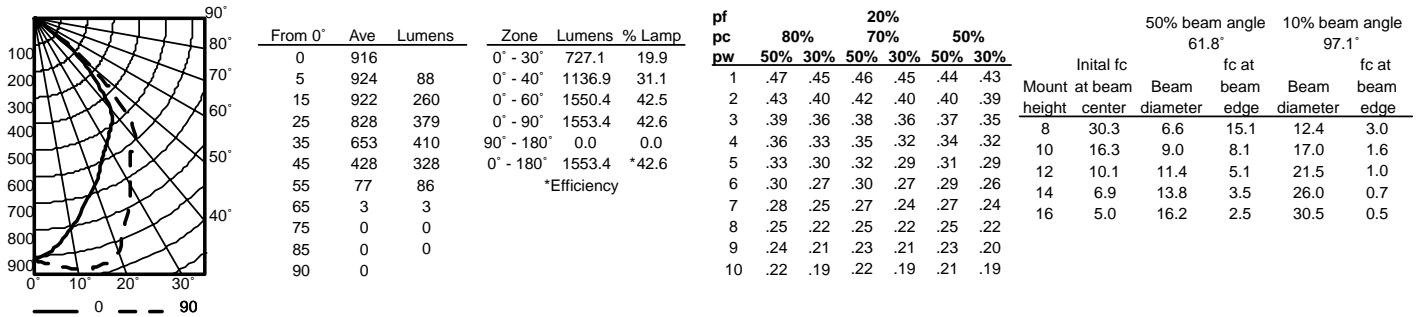 90˚
80˚
70˚
60˚
50˚
40˚
100
200
300
400
500
600
700
800
900
0˚ 10˚ 20˚ 30˚
0 90
From 0˚ Ave Lumens
0 916
5 924 88
15 922 260
25 828 379
35 653 410
45 428 328
55 77 86
65 3 3
75 0 0
85 0 0
90 0
Zone Lumens % Lamp
0˚ - 30˚ 727.1 19.9
0˚ - 40˚ 1136.9 31.1
0˚ - 60˚ 1550.4 42.5
0˚ - 90˚ 1553.4 42.6
90˚ - 180˚ 0.0 0.0
0˚ - 180˚ 1553.4 *42.6
*Efficiency
pf 20%
pc 80% 70% 50%
pw 50% 30% 50% 30% 50% 30%
1 .47 .45 .46 .45 .44 .43
2 .43 .40 .42 .40 .40 .39
3 .39 .36 .38 .36 .37 .35
4 .36 .33 .35 .32 .34 .32
5 .33 .30 .32 .29 .31 .29
6 .30 .27 .30 .27 .29 .26
7 .28 .25 .27 .24 .27 .24
8 .25 .22 .25 .22 .25 .22
9 .24 .21 .23 .21 .23 .20
10 .22 .19 .22 .19 .21 .19
50% beam angle 10% beam angle
61.8˚ 97.1˚
Inital fc fc at fc at
Mount at beam Beam beam Beam beam
height center diameter edge diameter edge
8 30.3 6.6 15.1 12.4 3.0
10 16.3 9.0 8.1 17.0 1.6
12 10.1 11.4 5.1 21.5 1.0
14 6.9 13.8 3.5 26.0 0.7
16 5.0 16.2 2.5 30.5 0.5